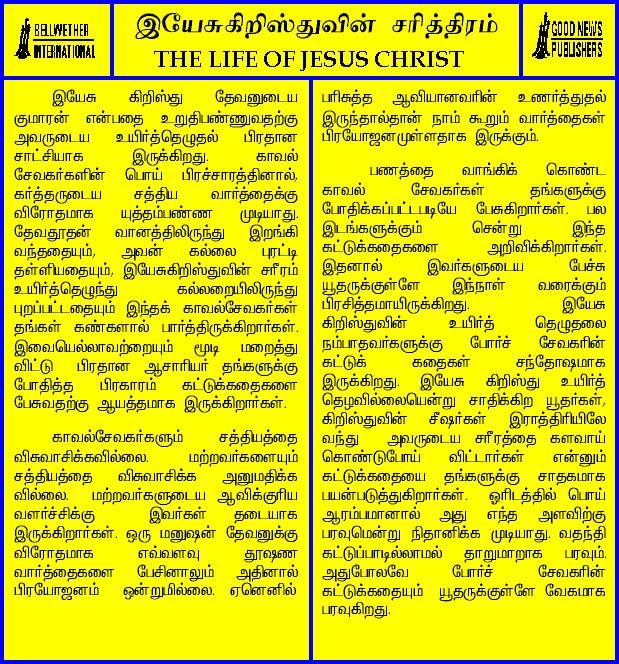 BELLWETHER
INTERNATIONAL
இயேசுகிறிஸ்துவின் சரித்திரம்
THE LIFE OF JESUS CHRIST
GOOD NEWS
PUBLISHERS
இயேசு கிறிஸ்து தேவனுடைய
குமாரன் என்பதை உறுதிபண்ணுவதற்கு
அவருடைய உயிர்த்தெழுதல் பிரதான
சாட்சியாக இருக்கிறது. காவல்
சேவகர்களின் பொய் பிரச்சாரத்தினால்,
கர்த்தருடைய சத்திய வார்த்தைக்கு
விரோதமாக யுத்தம்பண்ண முடியாது.
தேவதூதன் வானத்திலிருந்து இறங்கி
வந்ததையும், அவன் கல்லை புரட்டி
தள்ளியதையும், இயேசுகிறிஸ்துவின் சரீரம்
உயிர்த்தெழுந்து கல்லறையிலிருந்து
புறப்பட்டதையும் இந்தக் காவல்சேவகர்கள்
தங்கள் கண்களால் பார்த்திருக்கிறார்கள்.
இவையெல்லாவற்றையும் மூடி மறைத்து
விட்டு பிரதான ஆசாரியர் தங்களுக்கு
போதித்த பிரகாரம் கட்டுக்கதைகளை
பேசுவதற்கு ஆயத்தமாக இருக்கிறார்கள்.
காவல்சேவகர்களும் சத்தியத்தை
விசுவாசிக்கவில்லை. மற்றவர்களையும்
சத்தியத்தை விசுவாசிக்க அனுமதிக்க
வில்லை. மற்றவர்களுடைய ஆவிக்குரிய
வளர்ச்சிக்கு இவர்கள் தடையாக
இருக்கிறார்கள். ஒரு மனுஷன் தேவனுக்கு
விரோதமாக எவ்வளவு தூஷண
வார்த்தைகளை பேசினாலும் அதினால்
பிரயோஜனம் ஒன்றுமில்லை. ஏனெனில்
பரிசுத்த ஆவியானவரின் உணர்த்துதல்
இருந்தால்தான் நாம் கூறும் வார்த்தைகள்
பிரயோஜனமுள்ளதாக இருக்கும்.
பணத்தை வாங்கிக் கொண்ட
காவல் சேவகர்கள் தங்களுக்கு
போதிக்கப்பட்டபடியே பேசுகிறார்கள். பல
இடங்களுக்கும் சென்று இந்த
கட்டுக்கதைகளை அறிவிக்கிறார்கள்.
இதனால் இவர்களுடைய பேச்சு
யூதருக்குள்ளே இந்நாள் வரைக்கும்
பிரசித்தமாயிருக்கிறது. இயேசு
கிறிஸ்துவின் உயிர்த் தெழுதலை
நம்பாதவர்களுக்கு போர்ச் சேவகரின்
கட்டுக் கதைகள் சந்தோஷமாக
இருக்கிறது. இயேசு கிறிஸ்து உயிர்த்
தெழவில்லையென்று சாதிக்கிற யூதர்கள்,
கிறிஸ்துவின் சீஷர்கள் இராத்திரியிலே
வந்து அவருடைய சரீரத்தை களவாய்
கொண்டுபோய் விட்டார்கள் என்னும்
கட்டுக்கதையை தங்களுக்கு சாதகமாக
பயன்படுத்துகிறார்கள். ஓரிடத்தில் பொய்
ஆரம்பமானால் அது எந்த அளவிற்கு
பரவுமென்று நிதானிக்க முடியாது. வதந்தி
கட்டுப்பாடில்லாமல் தாறுமாறாக பரவும்.
அதுபோலவே போர்ச் சேவகரின்
கட்டுக்கதையும் யூதருக்குள்ளே வேகமாக
பரவுகிறது.